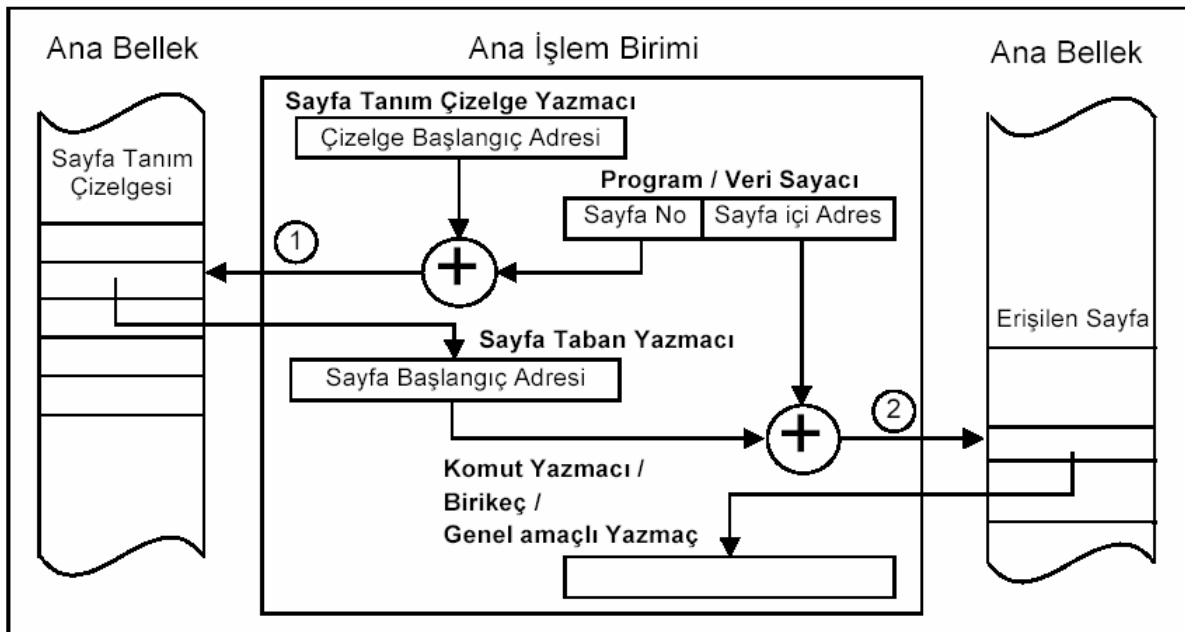 Ana Bellek
Ana İşlem Birimi
Ana Bellek
Sayfa Tanım Çizelge Yazmacı
Çizelge Başlangıç Adresi
Sayfa Tanım
Çizelgesi
Program / Veri Sayacı
Sayfa No
Sayfa içi Adres
1
+
Erişilen Sayfa
Sayfa Taban Yazmacı
Sayfa Başlangıç Adresi
2
+
Komut Yazmacı /
Birikeç /
Genel amaçlı Yazmaç